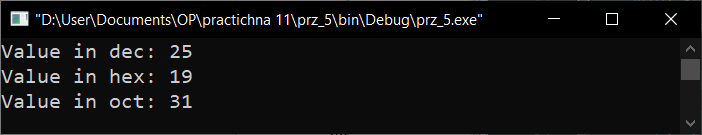 "D:\User\Documents\OP\practichna 11\prz_5\bin\Debug\prz_5.exe"
Value in dec: 25
Value in hex: 19
Value in oct: 31